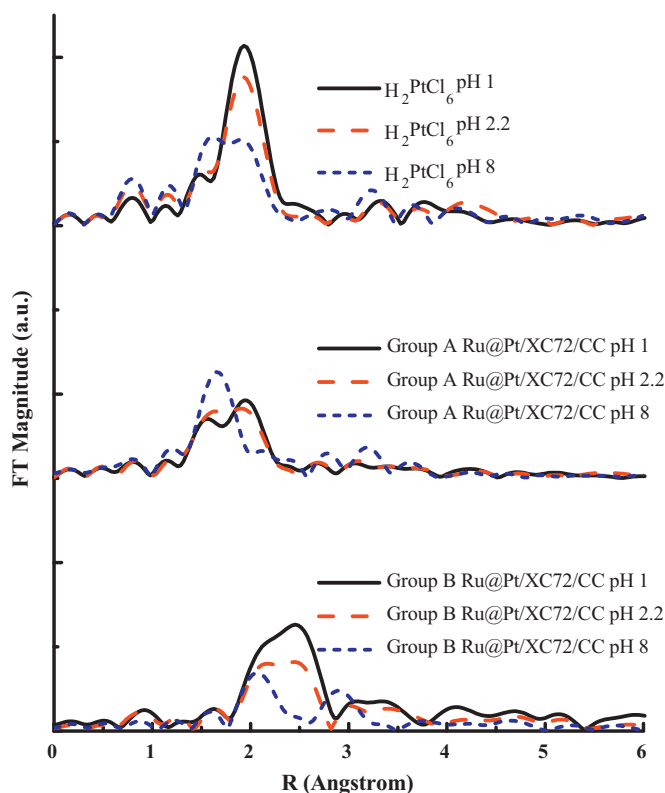 H2PtCl6 pH 1
H2PtCl6 pH 2.2
H2PtCl6 pH 8
Group A Ru@Pt/XC72/CC pH 1
Group A Ru@Pt/XC72/CC pH 2.2
Group A Ru@Pt/XC72/CC pH 8
Group B Ru@Pt/XC72/CC pH 1
Group B Ru@Pt/XC72/CC pH 2.2
Group B Ru@Pt/XC72/CC pH 8
FT Magnitude (a.u.)
0 1 2 3 4 5 6
R (Angstrom)